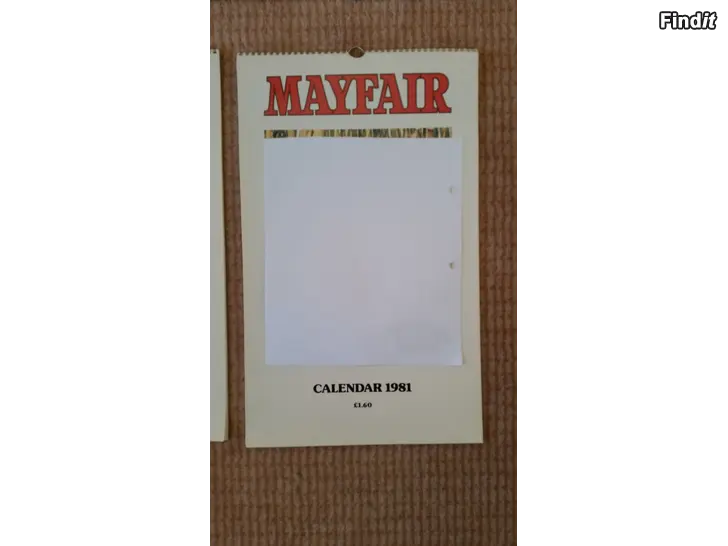 Findit
MAYFAIR
CALENDAR 1981
£1.60